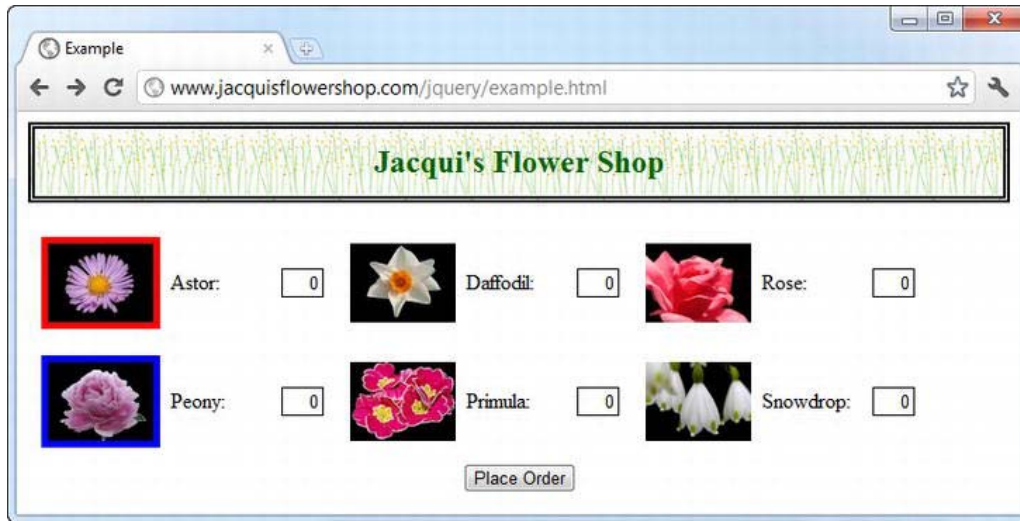 Example
www.jacquisflowershop.com/jquery/example.html
Jacqui's Flower Shop
Astor: 0 Daffodil: 0 Rose: 0
Peony: 0 Primula: 0 Snowdrop: 0
Place Order